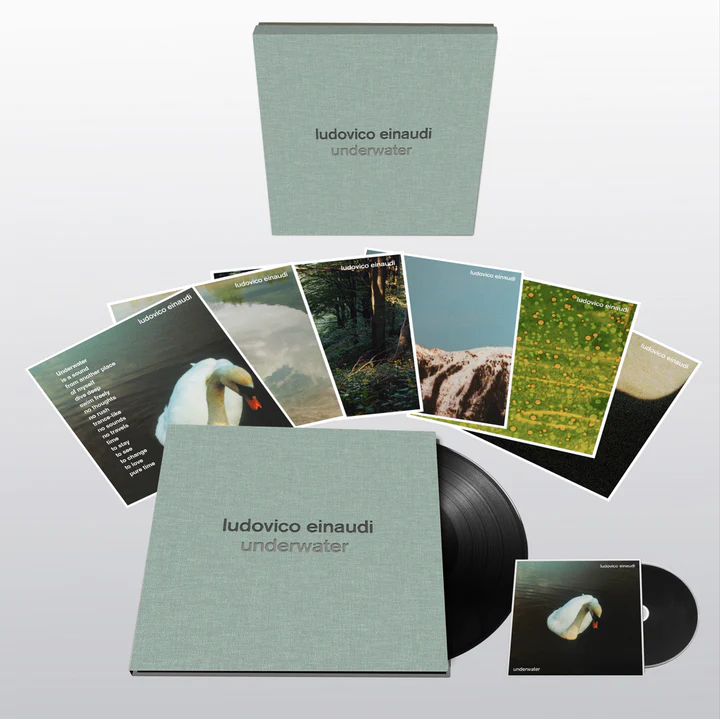 ludovico einaudi
underwater
ludovico einaudi
ludovico einaudi
ludovico einaudi
ludovico einaudi
ludovico einaudi
ludovico einaudi
Underwater
is a sound
from another place
of myself
dive deep
swim freely
no thoughts
no rush
trance-like
no sounds
no travels
time
to stay
to see
to change
to love
pure time
ludovico einaudi
underwater
ludovico einaudi
underwater